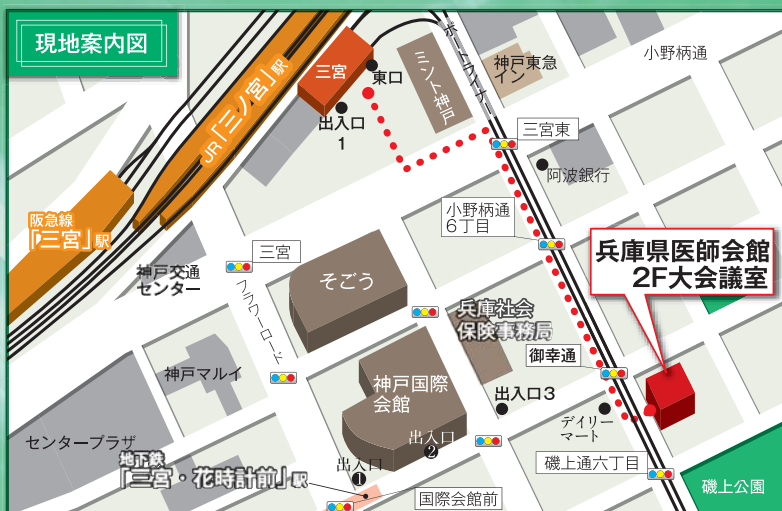 現地案内図
小野柄通
ポートライナー
神戸東急
イン
三宮
東口
ミント神戸
JR「三ノ宮」駅
出入口
1
三宮東
阿波銀行
阪急線
「三宮」駅
小野柄通
6丁目
兵庫県医師会館
2F大会議室
三宮
神戸交通
センター
そごう
フラワーロード
兵庫社会
保険事務局
御幸通
神戸マルイ
神戸国際
会館
出入口3
デイリー
マート
センタープラザ
出入口
2
地下鉄
「三宮・花時計前」駅
出入口
1
磯上通六丁目
国際会館前
磯上公園